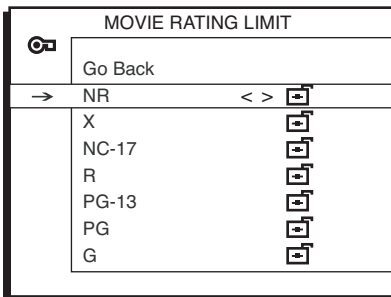 MOVIE RATING LIMIT
Go Back
→ NR < >
X
NC-17
R
PG-13
PG
G